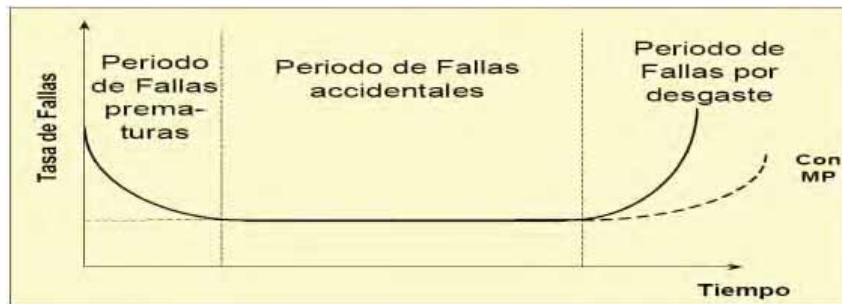 Periodo
de Fallas
prema-
turas
Periodo de Fallas
accidentales
Periodo de
Fallas por
desgaste
Tasa de Fallas
Con
MP
Tiempo